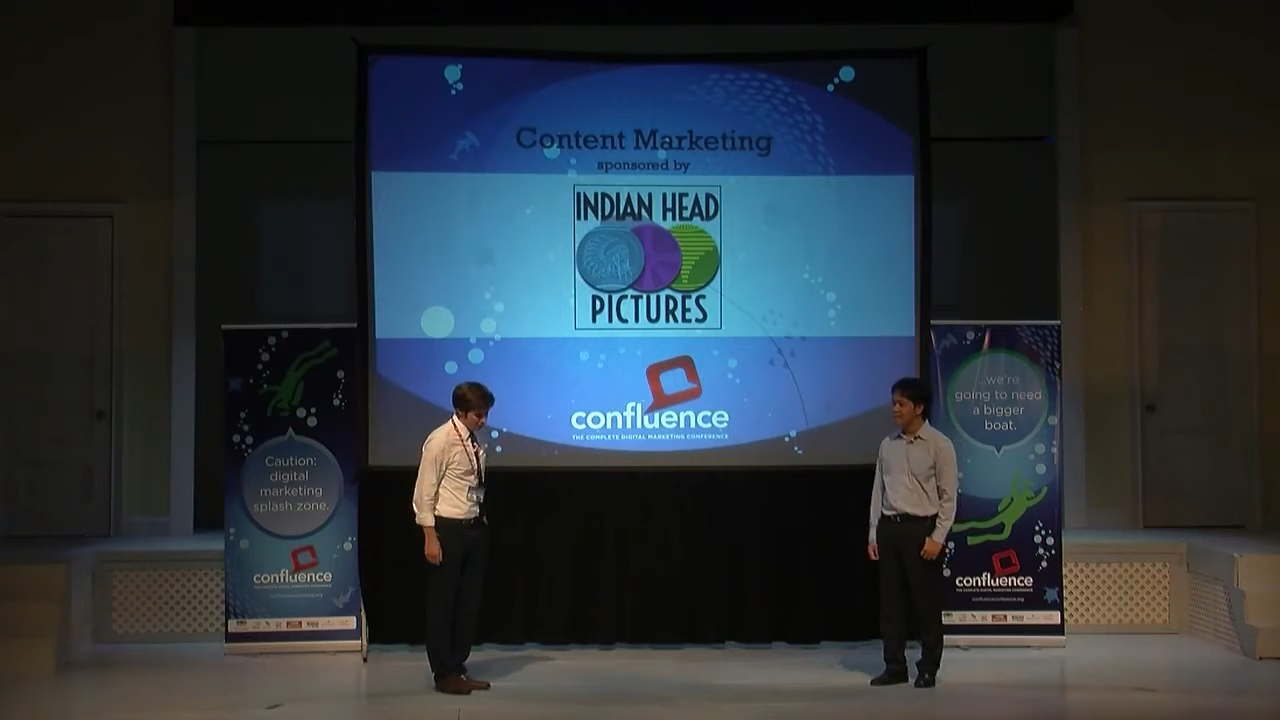 Content Marketing
sponsored by
INDIAN HEAD
PICTURES
confluence
THE COMPLETE DIGITAL MARKETING CONFERENCE
Caution:
digital
marketing
splash zone.
confluence
...we're
going to need
a bigger
boat.
confluence